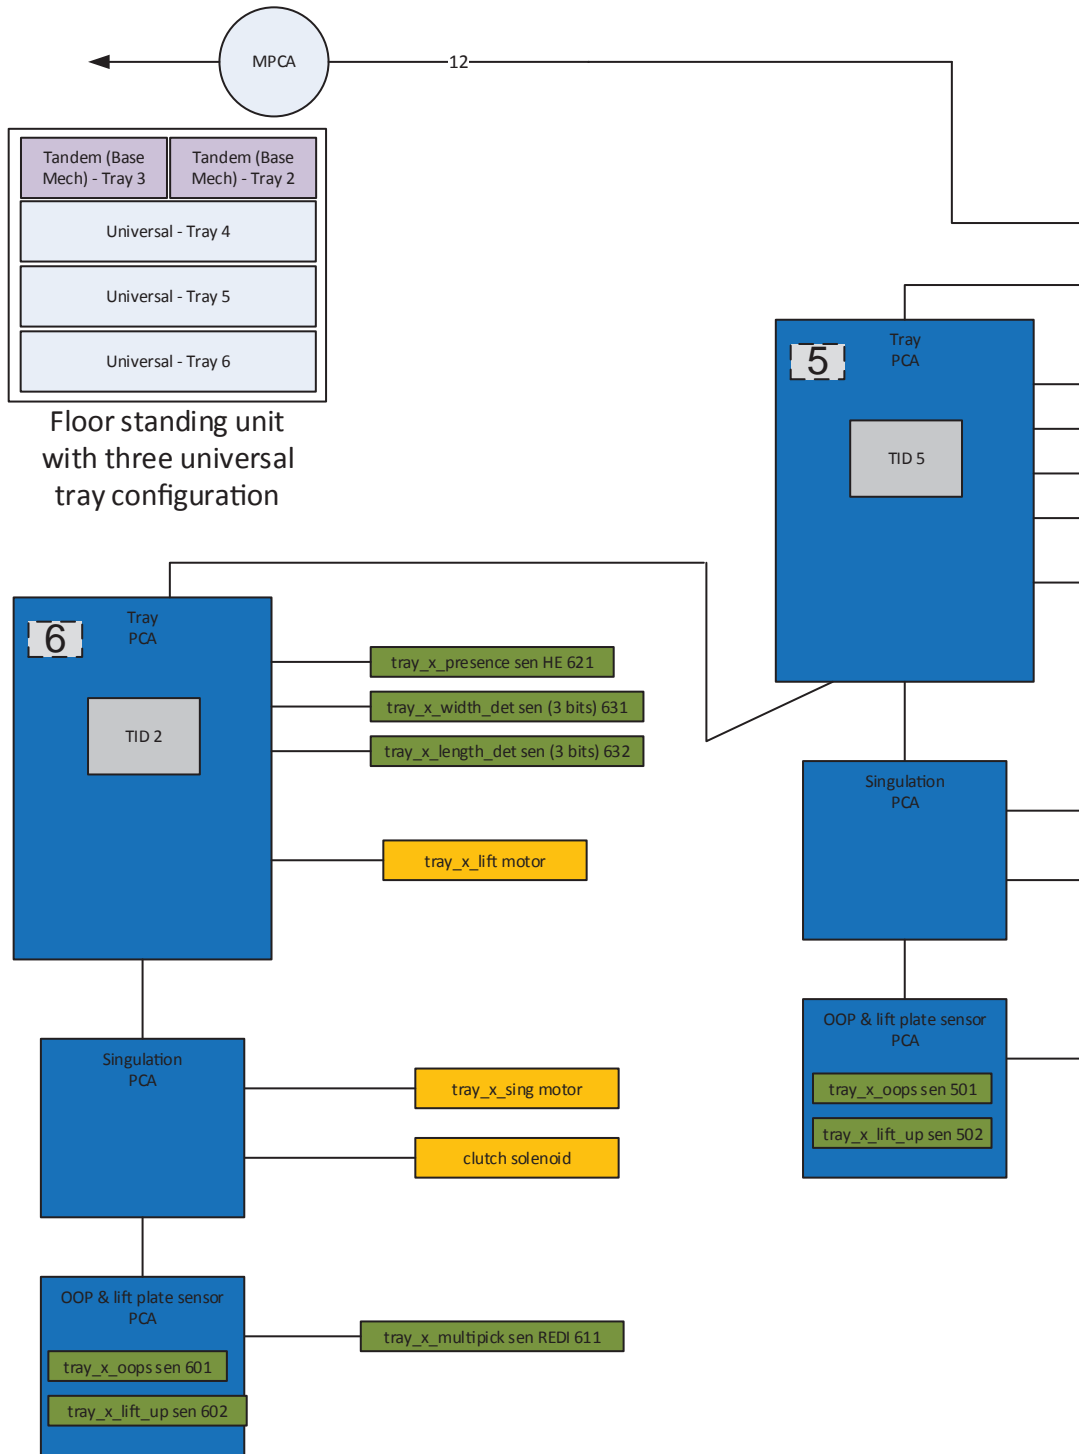 MPCA
12
Tandem (Base
Mech) - Tray 3
Tandem (Base
Mech) - Tray 2
Universal - Tray 4
Universal - Tray 5
Universal - Tray 6
Floor standing unit
with three universal
tray configuration
Tray
PCA
5
TID 5
Singulation
PCA
OOP & lift plate sensor
PCA
tray_x_oops sen 501
tray_x_lift_up sen 502
Tray
PCA
6
TID 2
tray_x_presence sen HE 621
tray_x_width_det sen (3 bits) 631
tray_x_length_det sen (3 bits) 632
tray_x_lift motor
Singulation
PCA
tray_x_sing motor
clutch solenoid
OOP & lift plate sensor
PCA
tray_x_multipick sen REDI 611
tray_x_oops sen 601
tray_x_lift_up sen 602